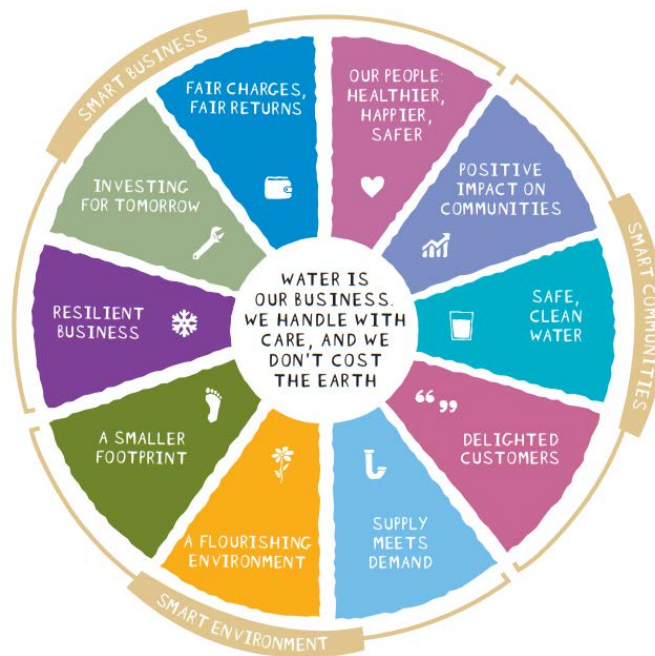 SMART BUSINESS
FAIR CHARGES,
FAIR RETURNS
OUR PEOPLE:
HEALTHIER,
HAPPIER,
SAFER
POSITIVE
IMPACT ON
COMMUNITIES
SMART COMMUNITIES
SAFE,
CLEAN
WATER
DELIGHTED
CUSTOMERS
SUPPLY
MEETS
DEMAND
A FLOURISHING
ENVIRONMENT
SMART ENVIRONMENT
A SMALLER
FOOTPRINT
RESILIENT
BUSINESS
INVESTING
FOR TOMORROW
WATER IS
OUR BUSINESS.
WE HANDLE WITH
CARE, AND WE
DON'T COST
THE EARTH